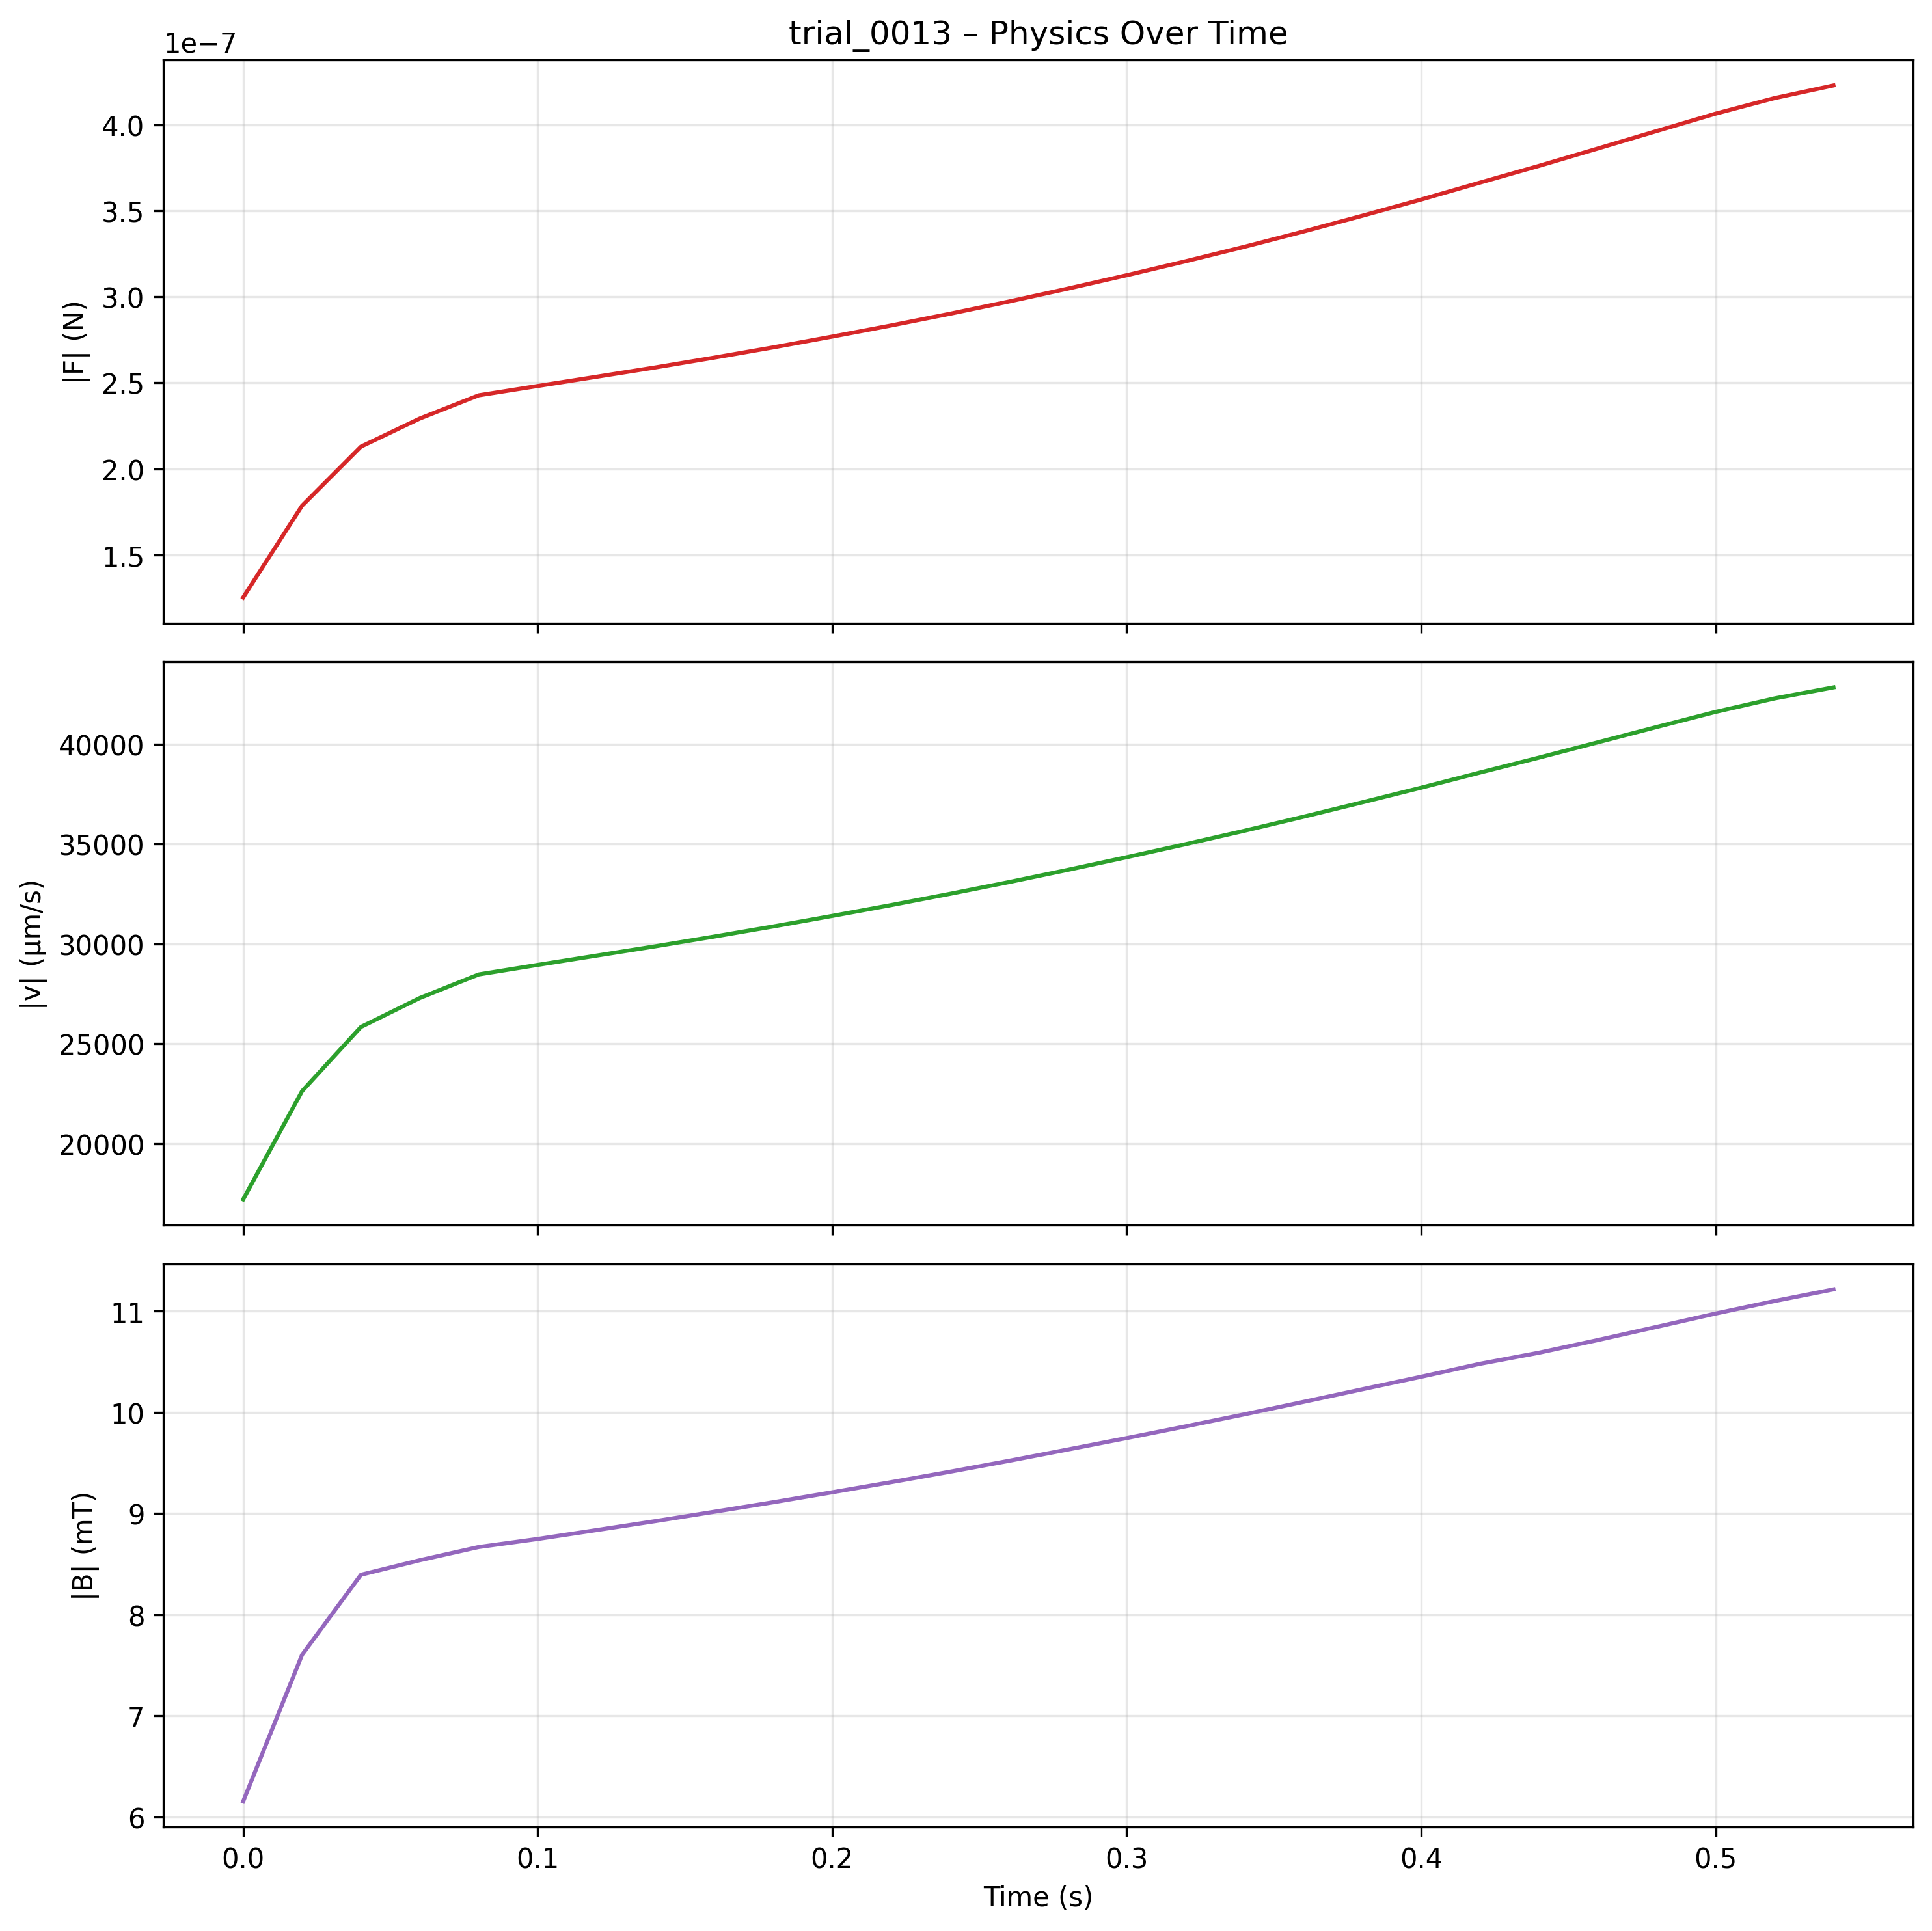 trial_0013 – Physics Over Time
1e−7
4.0
3.5
3.0
2.5
2.0
1.5
|F| (N)
40000
35000
30000
25000
20000
|v| (µm/s)
11
10
9
8
7
6
|B| (mT)
0.0 0.1 0.2 0.3 0.4 0.5
Time (s)